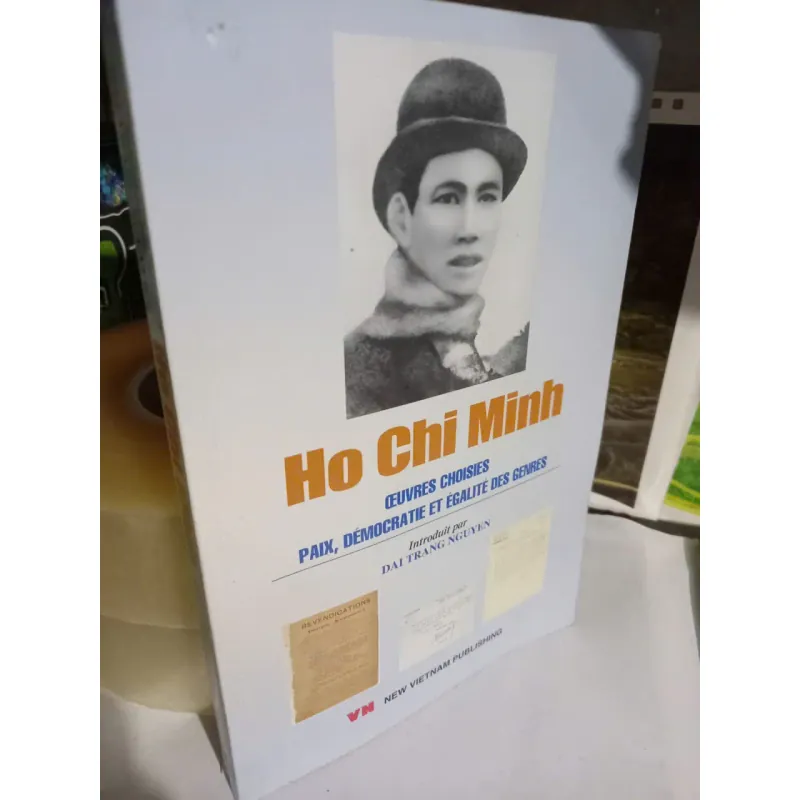 Ho Chi Minh
ŒUVRES CHOISIES
PAIX, DÉMOCRATIE ET ÉGALITÉ DES GENRES
Introduit par
DAI TRANG NGUYEN
REVENDICATIONS
VN NEW VIETNAM PUBLISHING